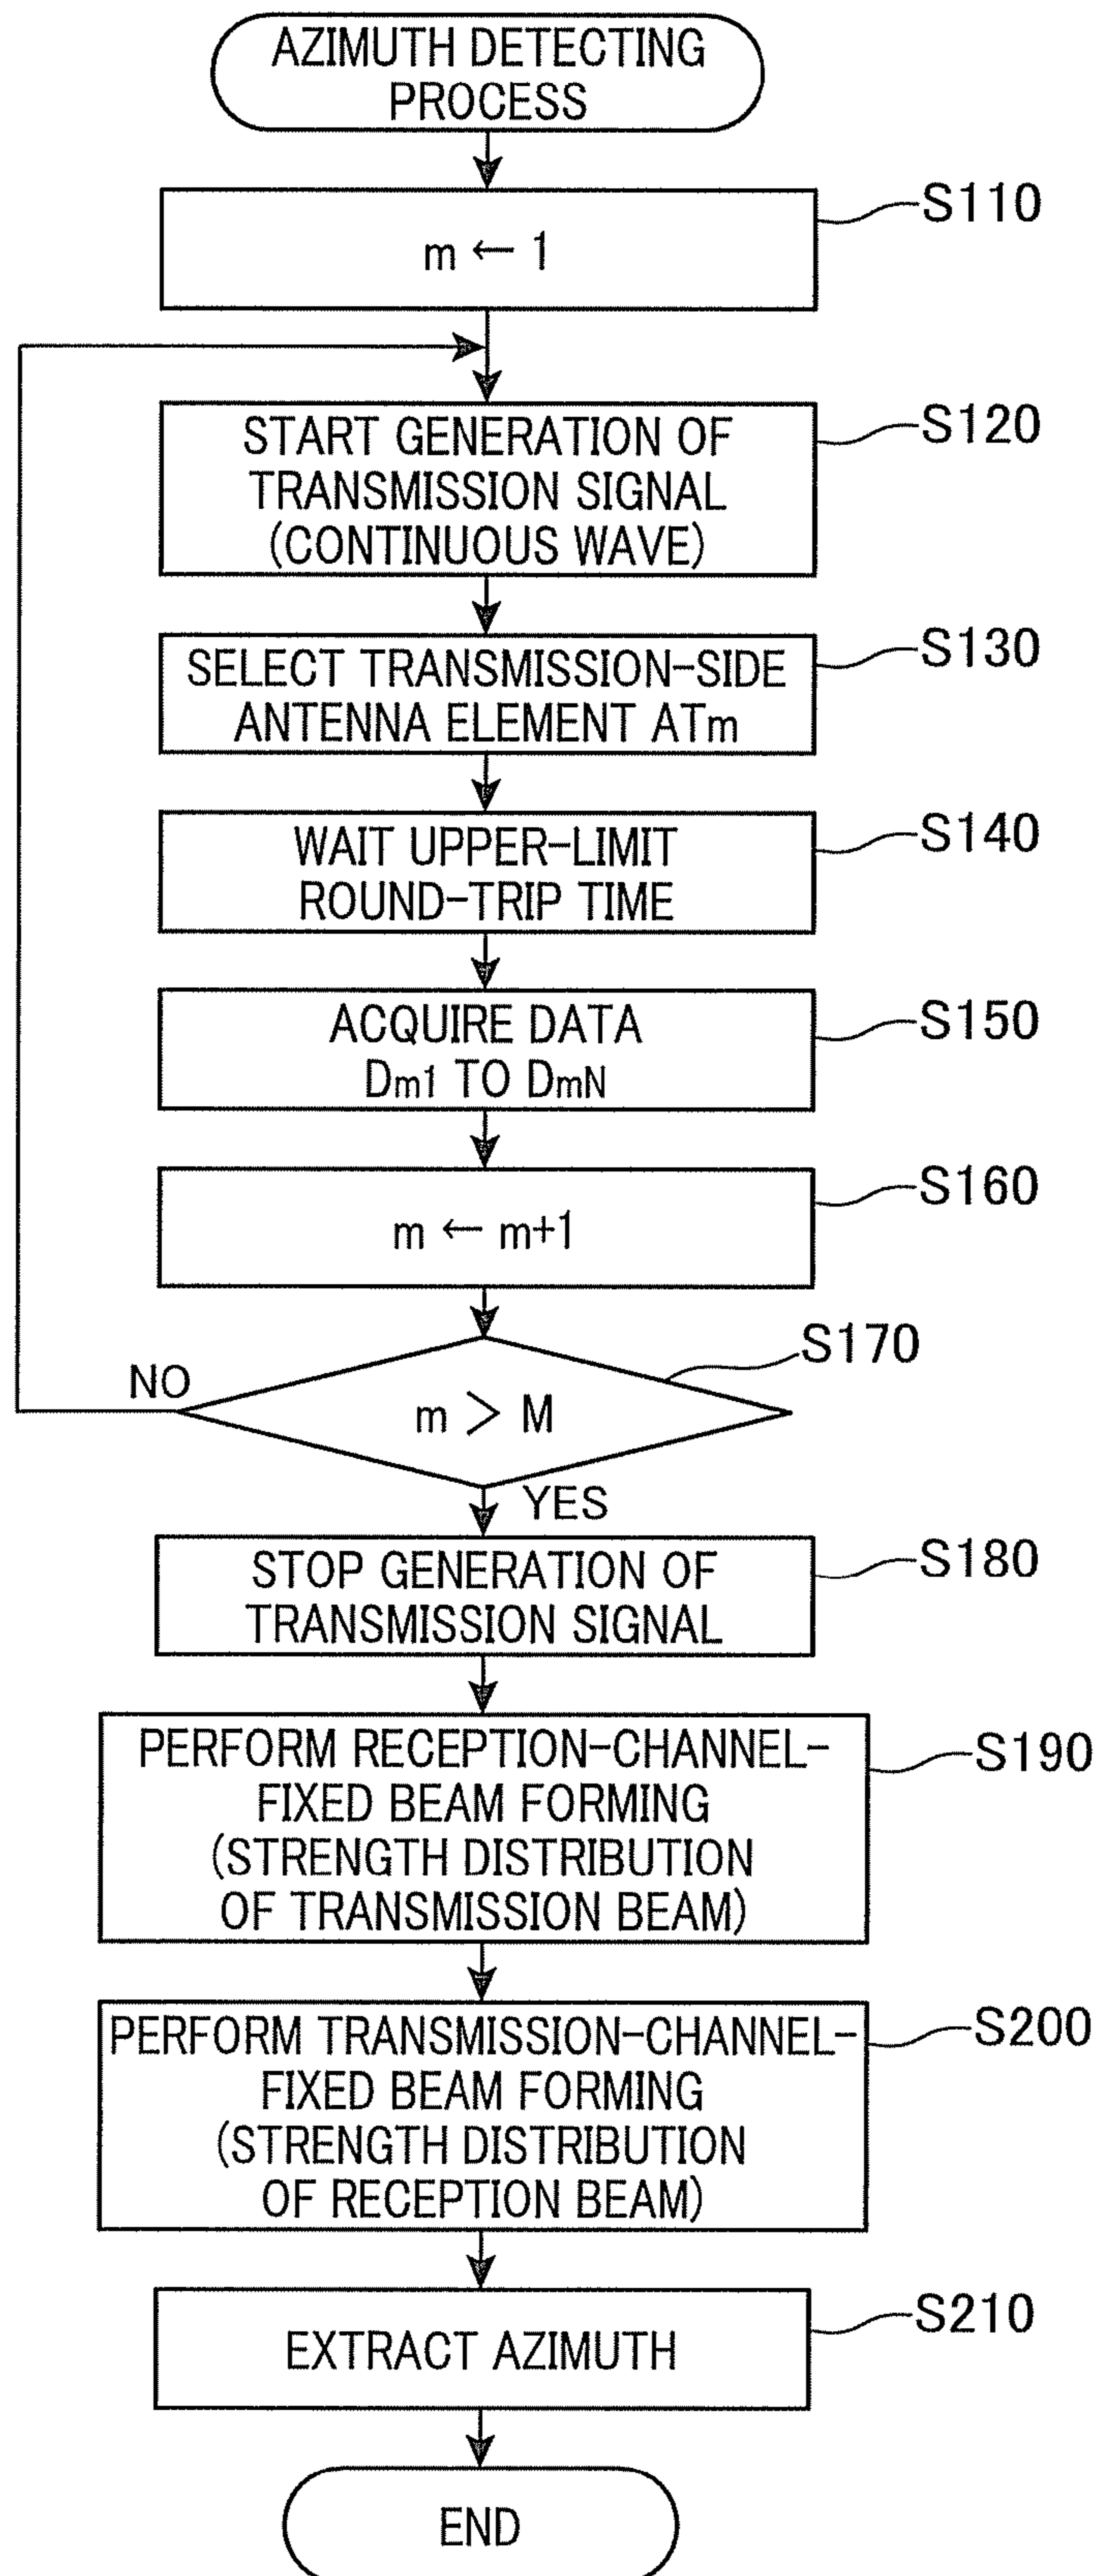 AZIMUTH DETECTING
PROCESS
S110
m ← 1
S120
START GENERATION OF
TRANSMISSION SIGNAL
(CONTINUOUS WAVE)
S130
SELECT TRANSMISSION-SIDE
ANTENNA ELEMENT ATm
S140
WAIT UPPER-LIMIT
ROUND-TRIP TIME
S150
ACQUIRE DATA
Dm1 TO DmN
S160
m ← m+1
S170
NO
m > M
YES
S180
STOP GENERATION OF
TRANSMISSION SIGNAL
S190
PERFORM RECEPTION-CHANNEL-
FIXED BEAM FORMING
(STRENGTH DISTRIBUTION
OF TRANSMISSION BEAM)
S200
PERFORM TRANSMISSION-CHANNEL-
FIXED BEAM FORMING
(STRENGTH DISTRIBUTION
OF RECEPTION BEAM)
S210
EXTRACT AZIMUTH
END